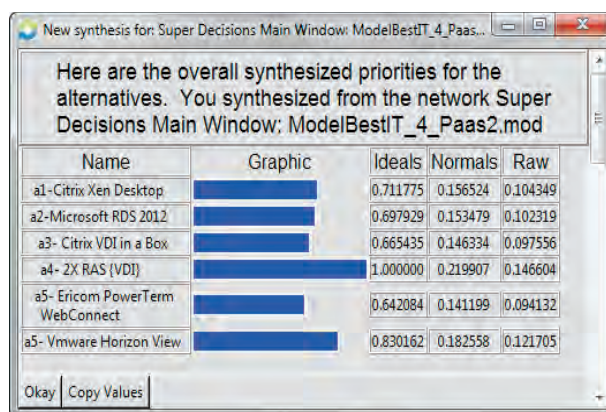 New synthesis for: Super Decisions Main Window: ModelBestIT_4_Paas...
Here are the overall synthesized priorities for the
alternatives. You synthesized from the network Super
Decisions Main Window: ModelBestIT_4_Paas2.mod
Name Graphic Ideals Normals Raw
a1-Citrix Xen Desktop 0.711775 0.156524 0.104349
a2-Microsoft RDS 2012 0.697929 0.153479 0.102319
a3- Citrix VDI in a Box 0.665435 0.146334 0.097556
a4- 2X RAS {VDI} 1.000000 0.219907 0.146604
a5- Ericom PowerTerm
WebConnect 0.642084 0.141199 0.094132
a5- Vmware Horizon View 0.830162 0.182558 0.121705
Okay Copy Values